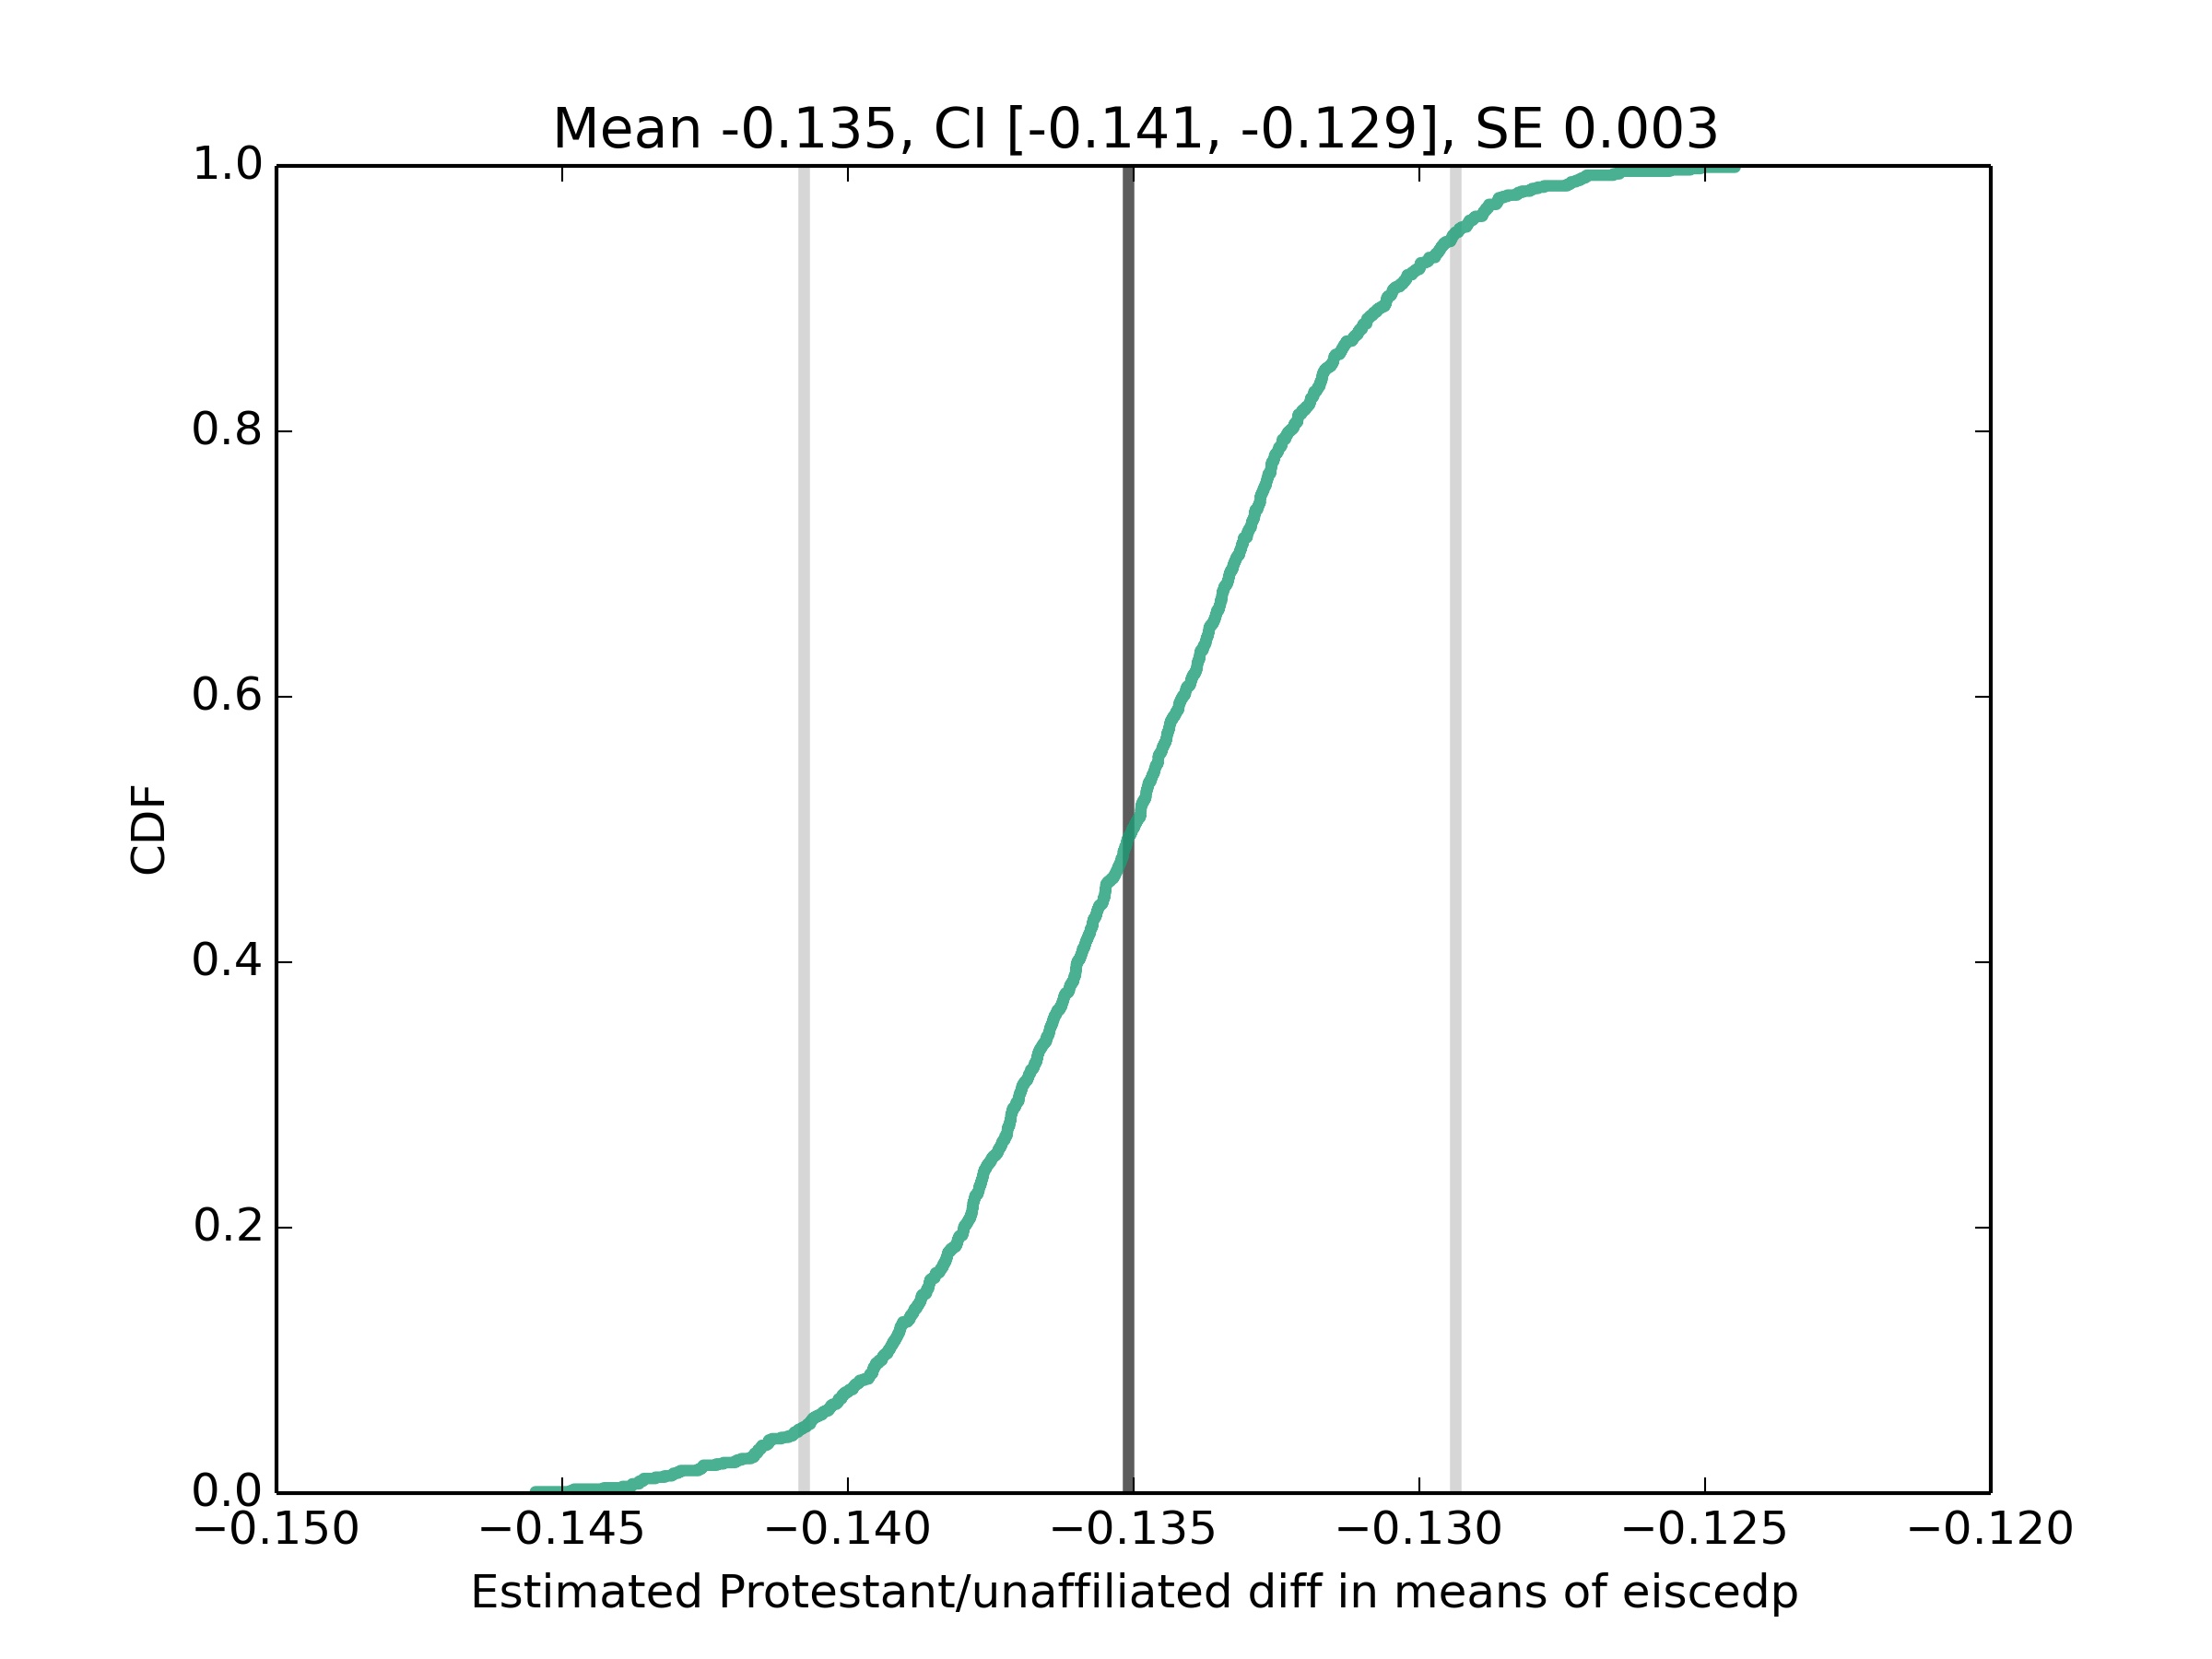 Mean -0.135, CI [-0.141, -0.129], SE 0.003
1.0
0.8
0.6
0.4
0.2
0.0
CDF
−0.150 −0.145 −0.140 −0.135 −0.130 −0.125 −0.120
Estimated Protestant/unaffiliated diff in means of eiscedp